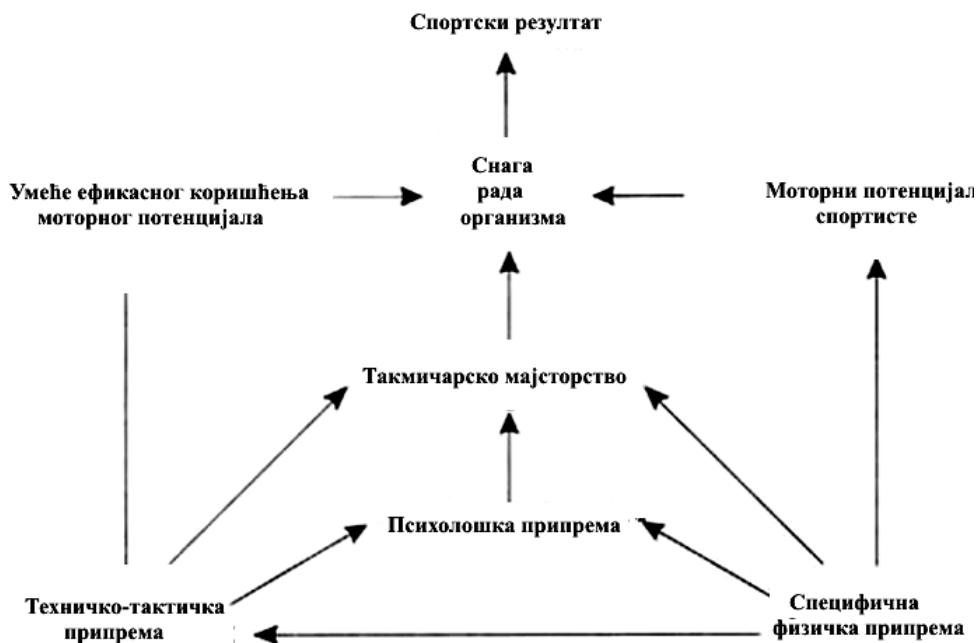 Спортски резултат
Снага
рада
организма
Умеће ефикасног коришћења
моторног потенцијала
Моторни потенцијал
спортисте
Такмичарско мајсторство
Психолошка припрема
Техничко-тактичка
припрема
Специфична
физичка припрема